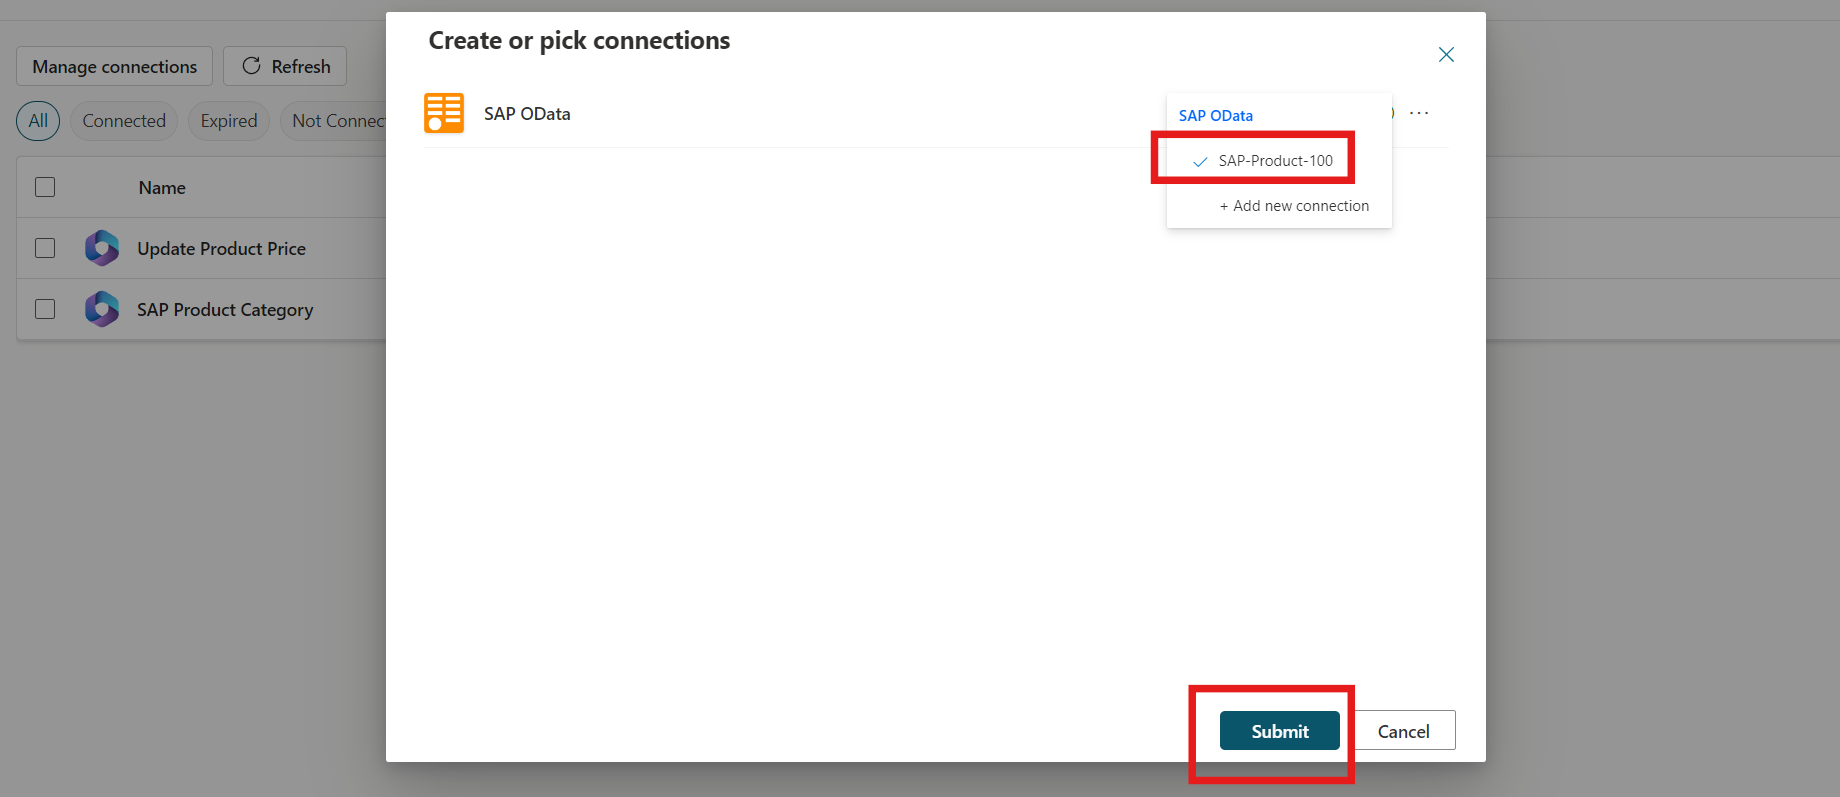 Create or pick connections
Manage connections
Refresh
All
Connected
Expired
Not Connec
SAP OData
SAP OData
...
SAP-Product-100
+ Add new connection
Name
Update Product Price
SAP Product Category
Submit
Cancel